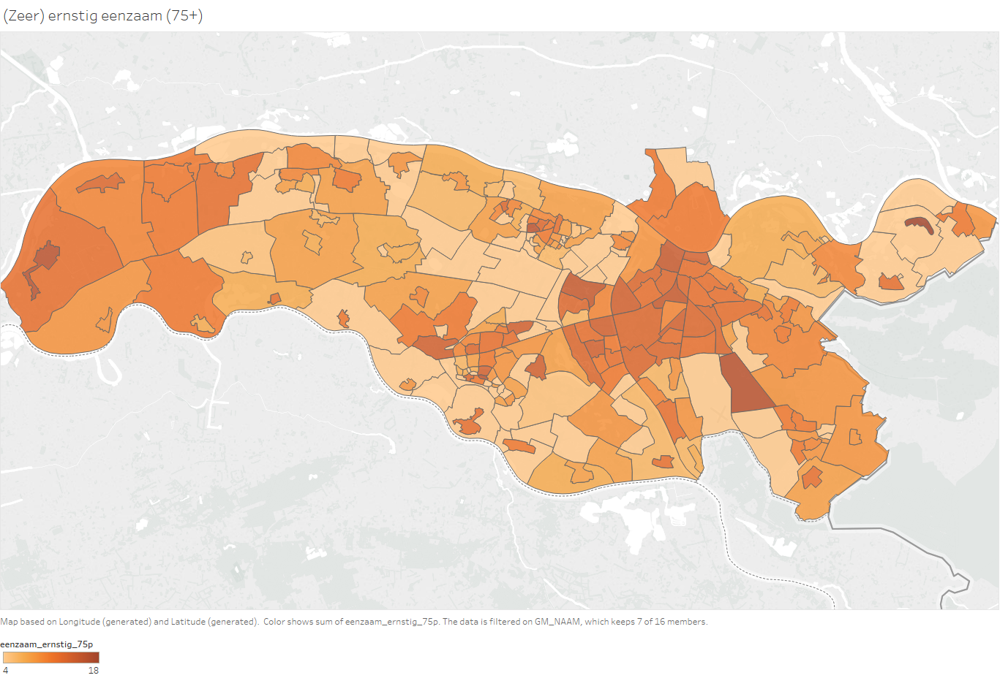 (Zeer) ernstig eenzaam (75+)
Map based on Longitude (generated) and Latitude (generated). Color shows sum of eenzaam_ernstig_75p. The data is filtered on GM_NAAM, which keeps 7 of 16 members.
eenzaam_ernstig_75p
4 18